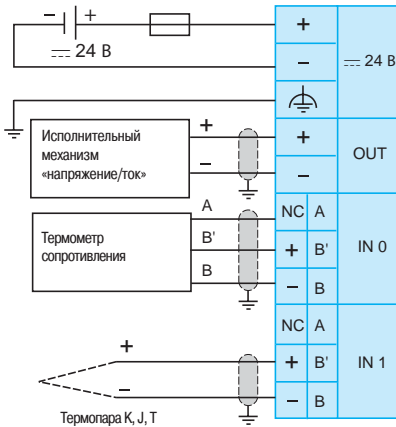 − +
⎓ 24 В
+
−
⎓ 24 В
Исполнительный
механизм
«напряжение/ток»
+
−
+
−
OUT
Термометр
сопротивления
A
B'
B
NC A
+ B'
− B
IN 0
+
−
NC A
+ B'
− B
IN 1
Термопара K, J, T